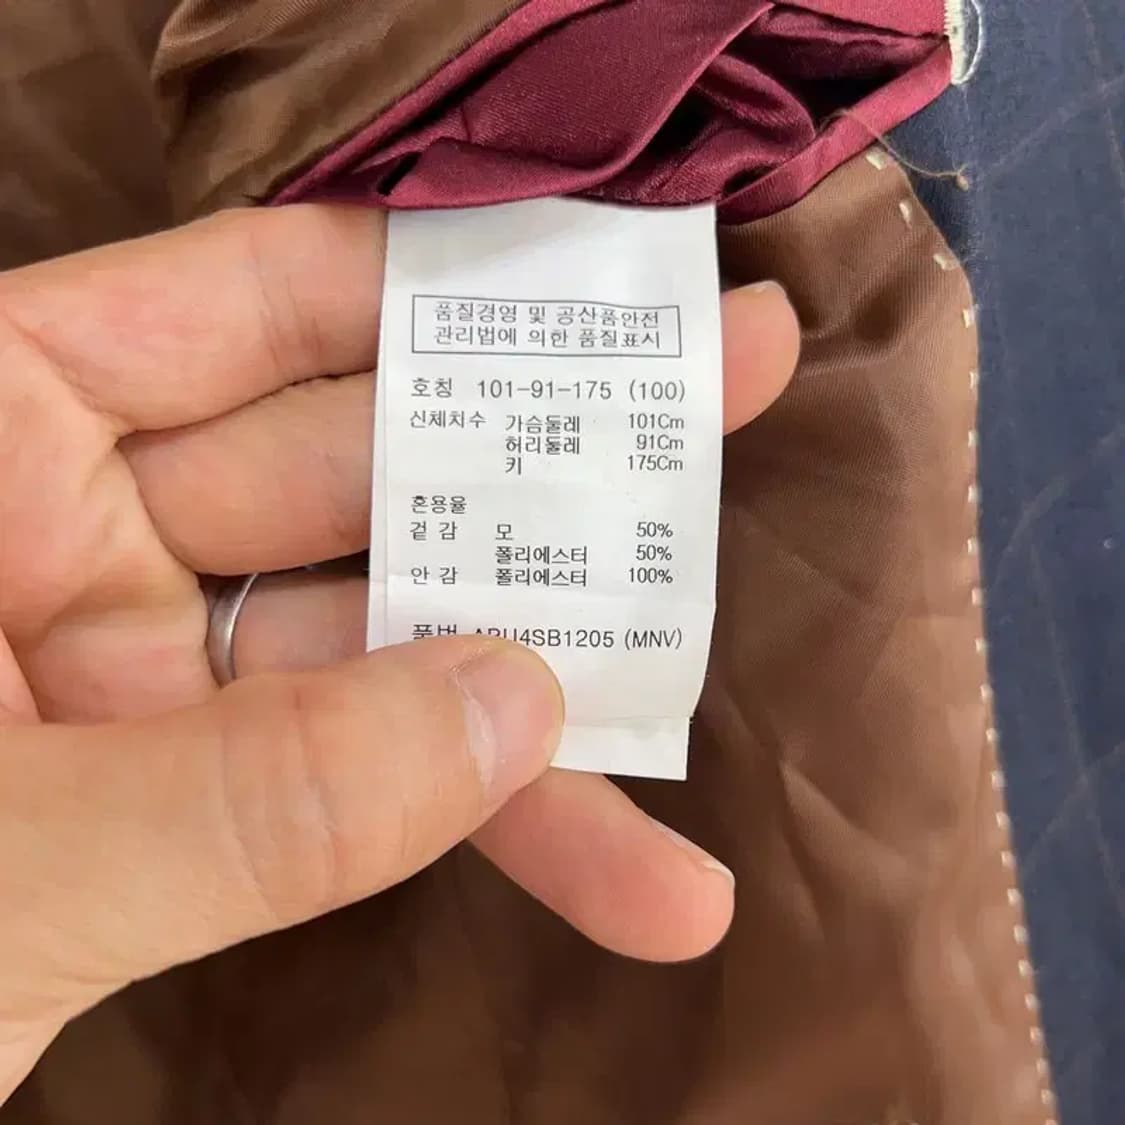 품질경영 및 공산품안전
관리법에 의한 품질표시
호칭 101-91-175 (100)
신체치수 가슴둘레 101Cm
허리둘레 91Cm
키 175Cm
혼용율
겉감 모 50%
폴리에스터 50%
안감 폴리에스터 100%
품번 (MNV)